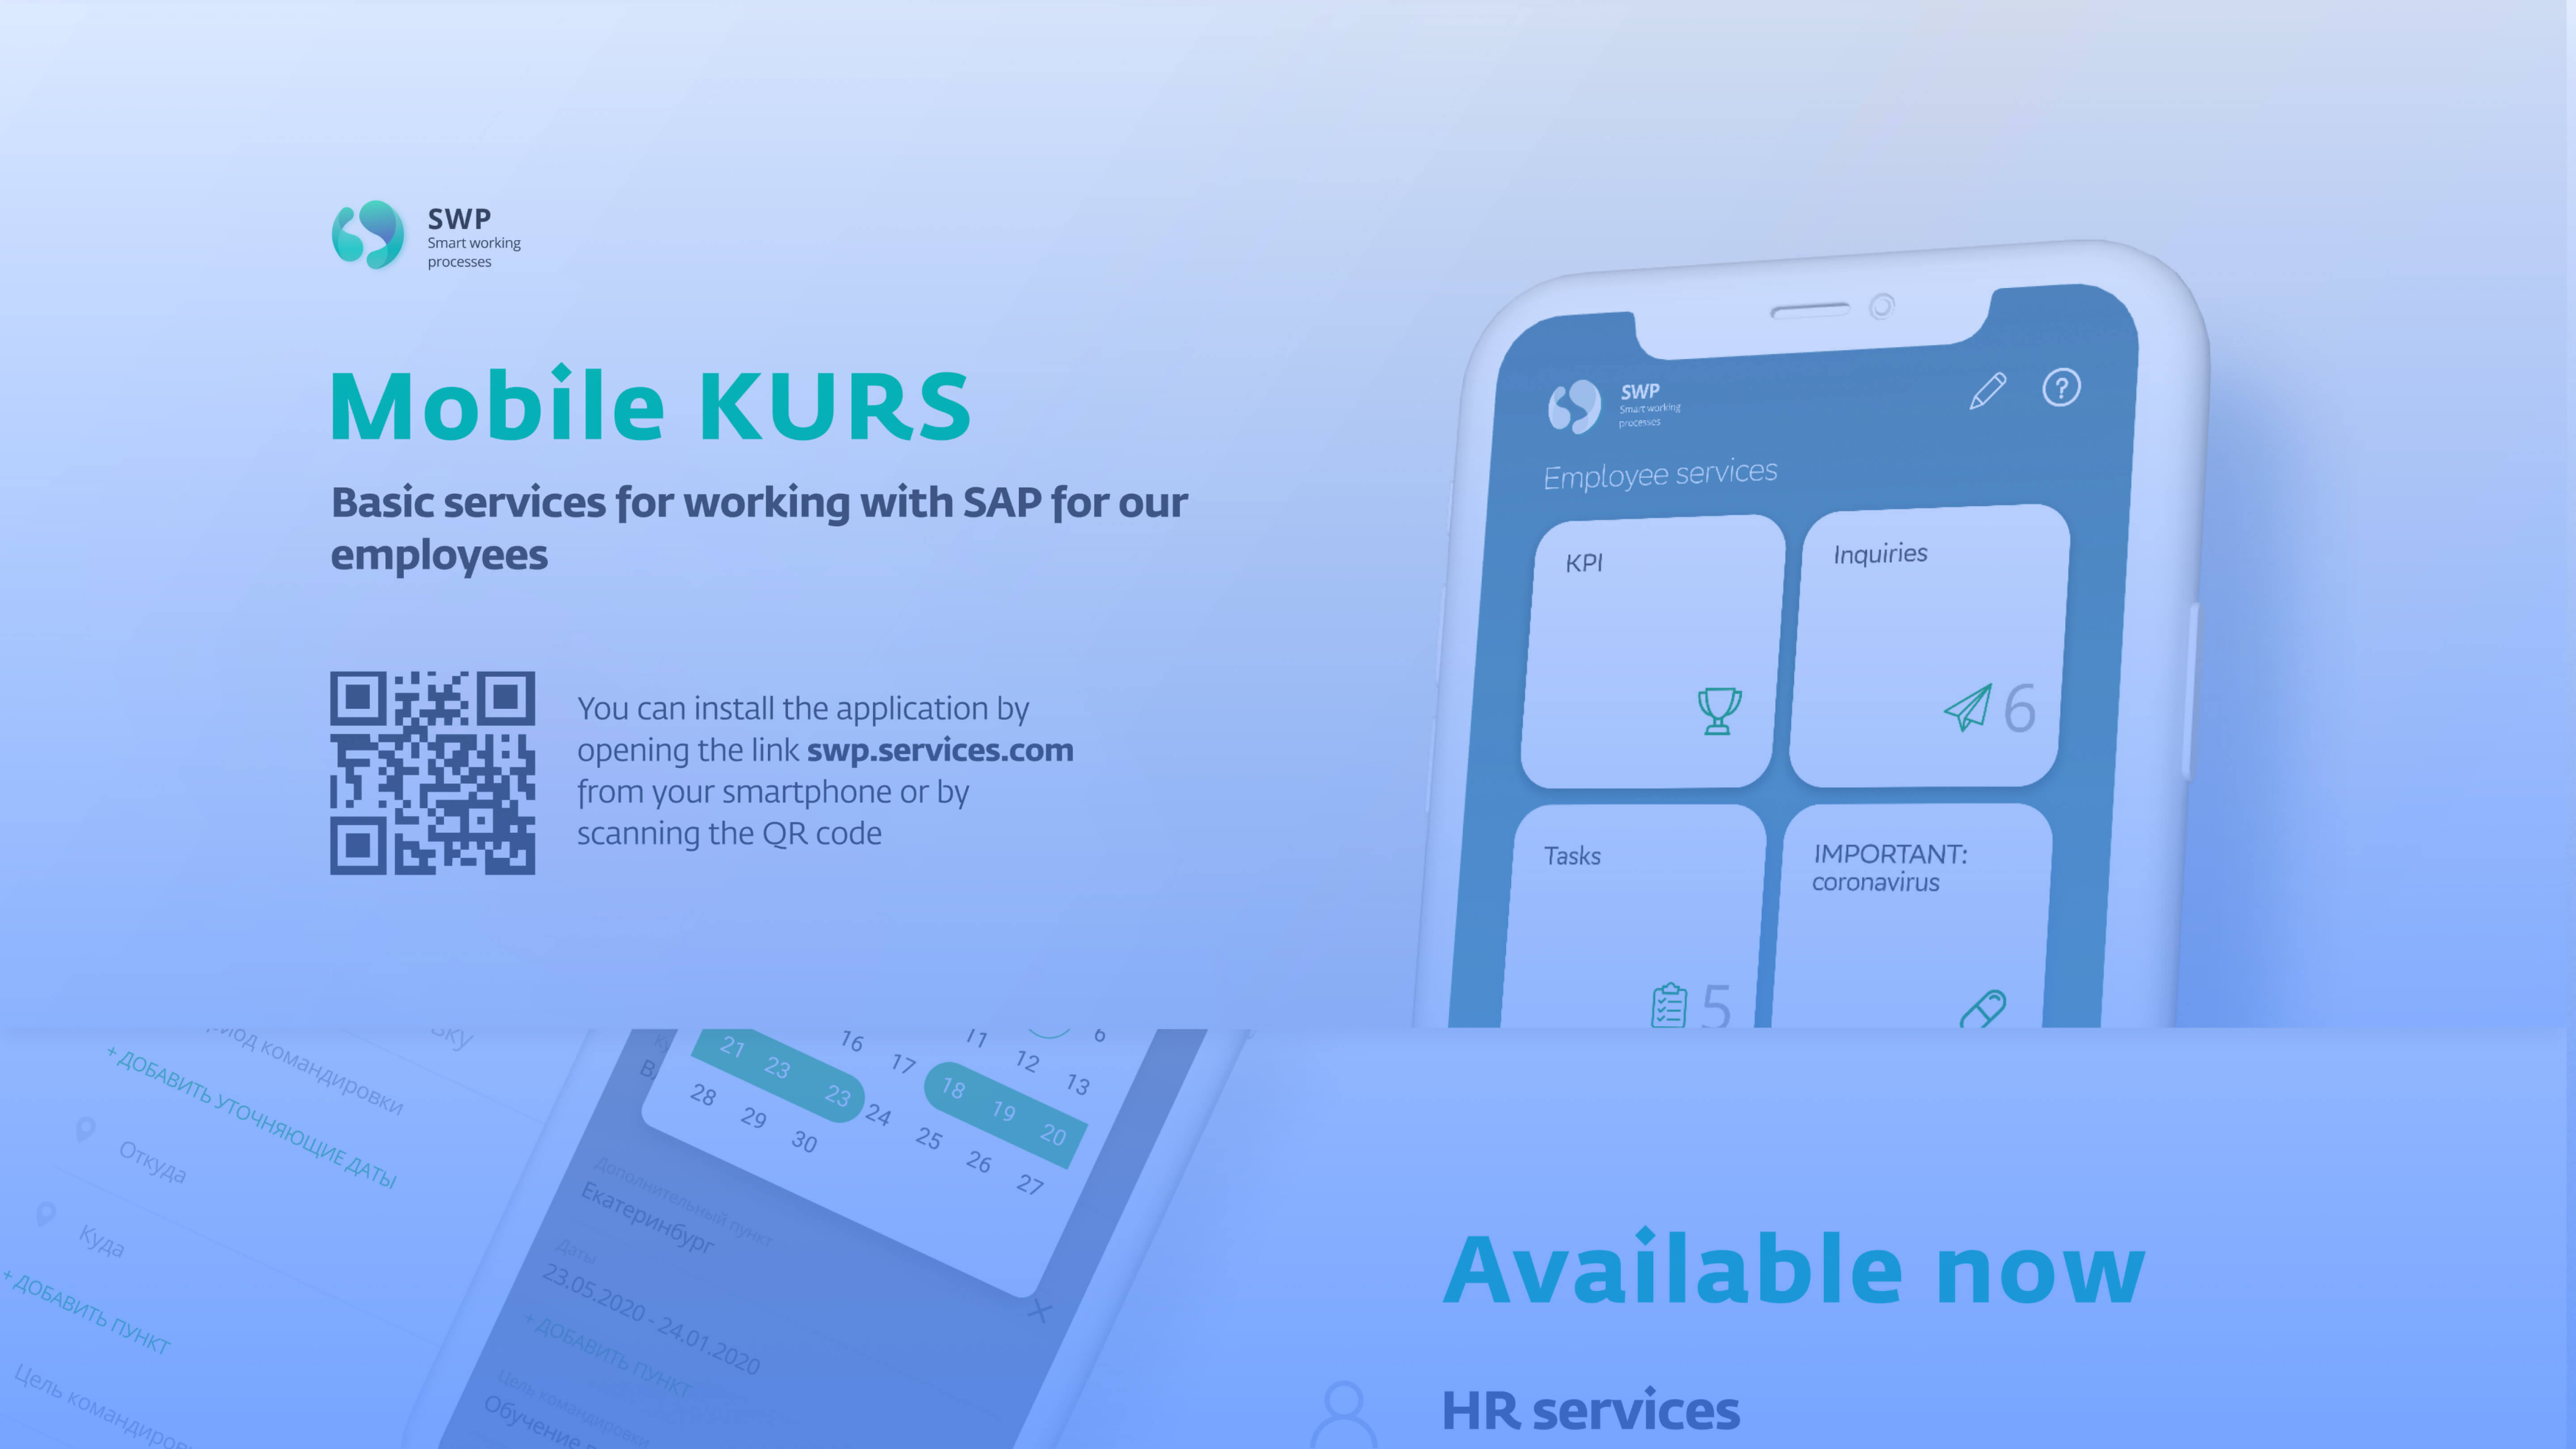 SWP
Smart working
processes
Mobile KURS
Basic services for working with SAP for our
employees
You can install the application by
opening the link swp.services.com
from your smartphone or by
scanning the QR code
SWP
Smart working
processes
Employee services
KPI
Inquiries
6
Tasks
5
IMPORTANT:
coronavirus
командировки
+ ДОБАВИТЬ УТОЧНЯЮЩИЕ ДАТЫ
Откуда
Куда
+ ДОБАВИТЬ ПУНКТ
Цель
6
11 12 13
16 17 18 19 20
21 23 23 24 25 26 27
28 29 30
Дополнительный пункт
Екатеринбург
Даты
23.05.2020 - 24.01.2020
+ ДОБАВИТЬ ПУНКТ
Цель командировки
Обучение
Available now
HR services